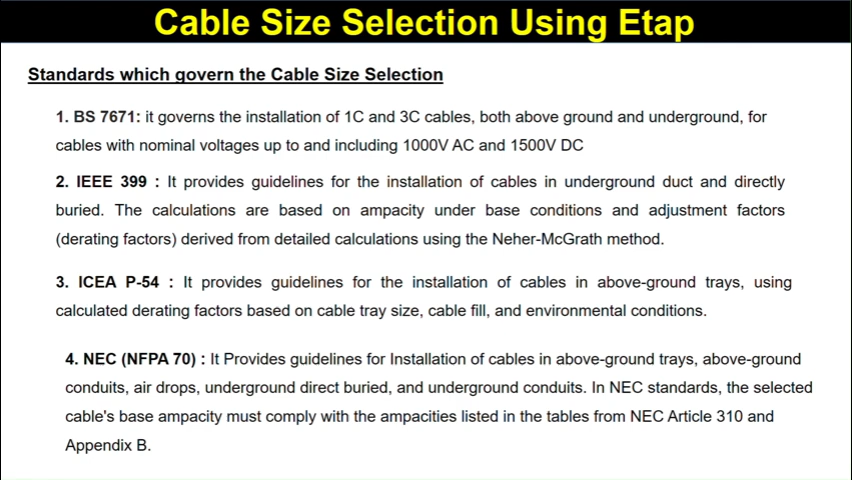 Cable Size Selection Using Etap
Standards which govern the Cable Size Selection
1. BS 7671: it governs the installation of 1C and 3C cables, both above ground and underground, for
cables with nominal voltages up to and including 1000V AC and 1500V DC
2. IEEE 399 : It provides guidelines for the installation of cables in underground duct and directly
buried. The calculations are based on ampacity under base conditions and adjustment factors
(derating factors) derived from detailed calculations using the Neher-McGrath method.
3. ICEA P-54 : It provides guidelines for the installation of cables in above-ground trays, using
calculated derating factors based on cable tray size, cable fill, and environmental conditions.
4. NEC (NFPA 70) : It Provides guidelines for Installation of cables in above-ground trays, above-ground
conduits, air drops, underground direct buried, and underground conduits. In NEC standards, the selected
cable's base ampacity must comply with the ampacities listed in the tables from NEC Article 310 and
Appendix B.